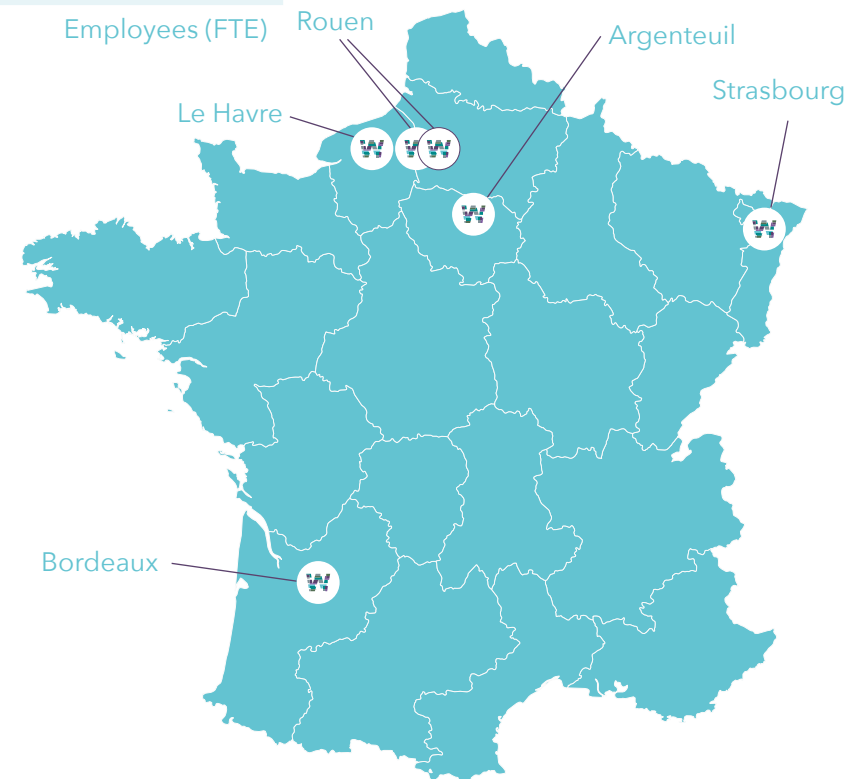 Employees (FTE)
Rouen
Argenteuil
Strasbourg
Le Havre
Bordeaux